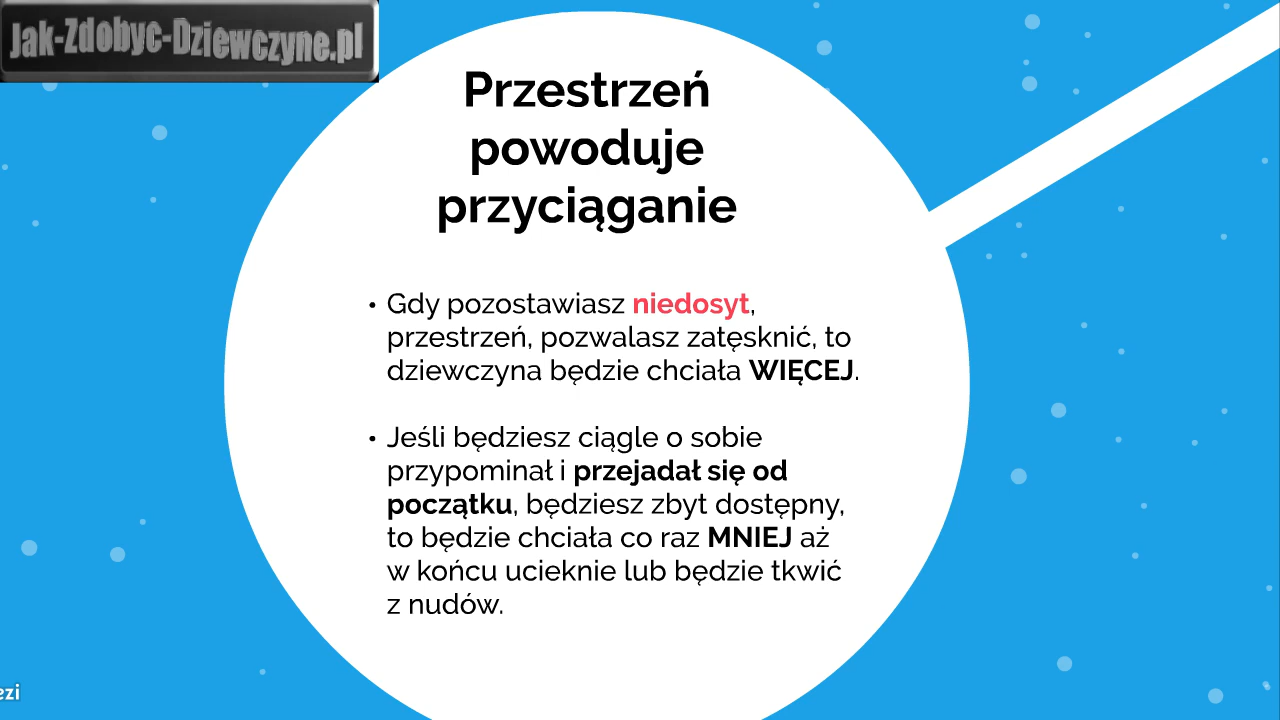 Jak-Zdobyc-Dziewczyne.pl
Przestrzeń
powoduje
przyciąganie
• Gdy pozostawiasz niedosyt,
przestrzeń, pozwalasz zatęsknić, to
dziewczyna będzie chciała WIĘCEJ.
• Jeśli będziesz ciągle o sobie
przypominał i przejadał się od
początku, będziesz zbyt dostępny,
to będzie chciała co raz MNIEJ aż
w końcu ucieknie lub będzie tkwić
z nudów.
ezi